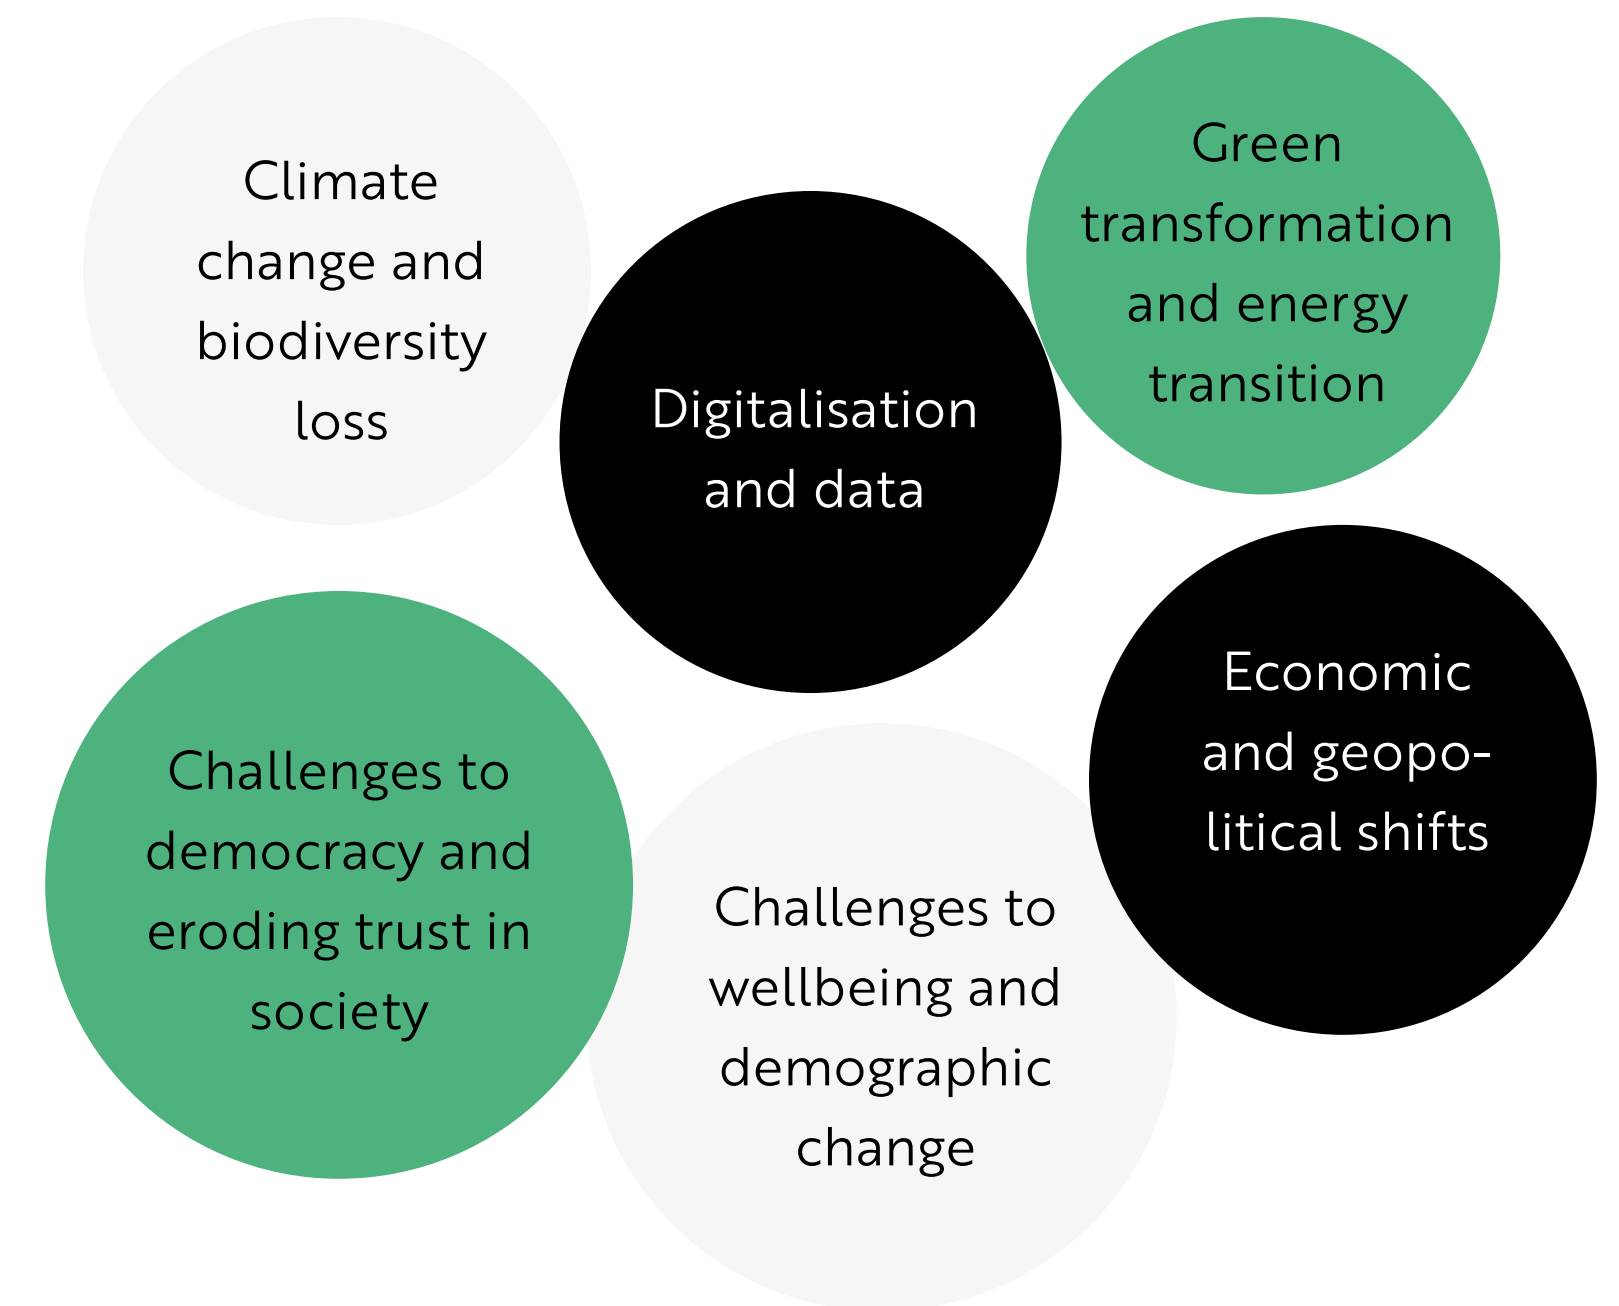 Climate
change and
biodiversity
loss
Digitalisation
and data
Green
transformation
and energy
transition
Economic
and geopo-
litical shifts
Challenges to
democracy and
eroding trust in
society
Challenges to
wellbeing and
demographic
change